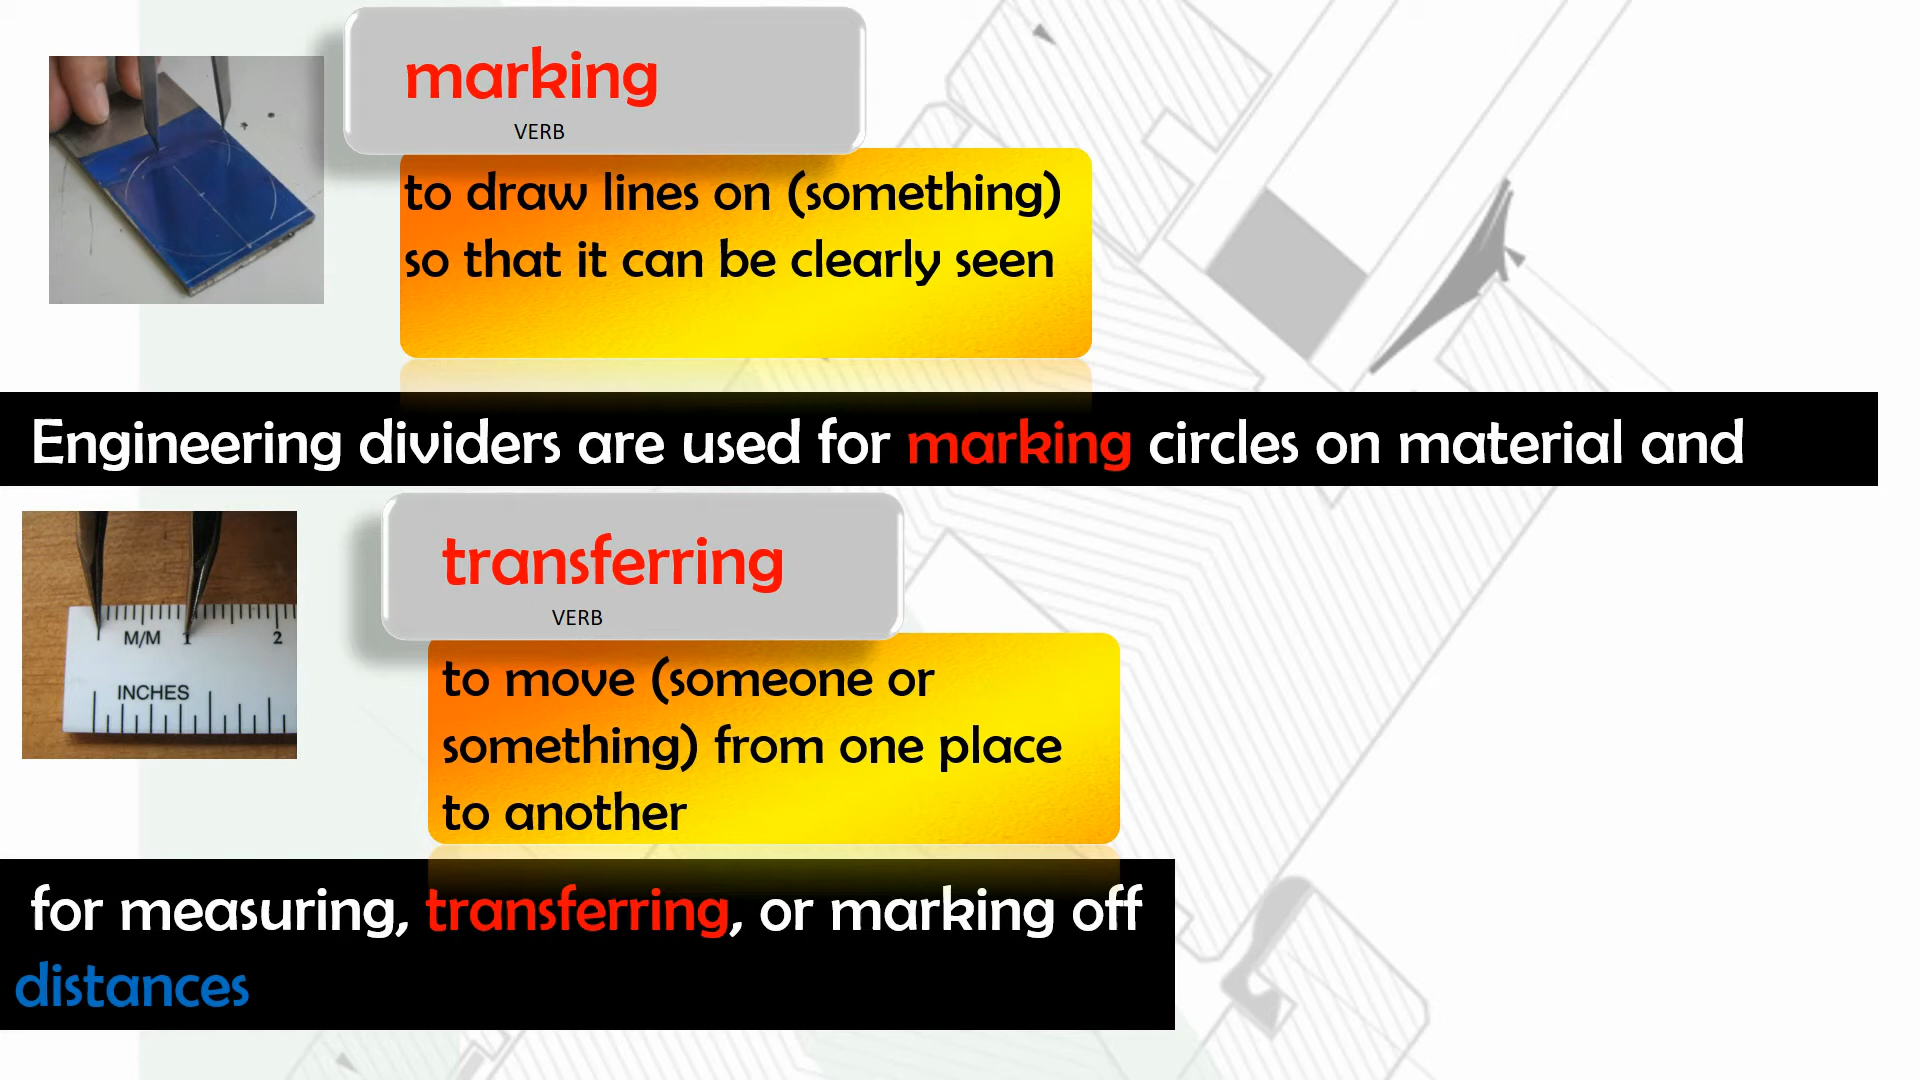 marking
VERB
to draw lines on (something)
so that it can be clearly seen
Engineering dividers are used for marking circles on material and
transferring
VERB
M/M 1 2
INCHES
to move (someone or
something) from one place
to another
for measuring, transferring, or marking off
distances